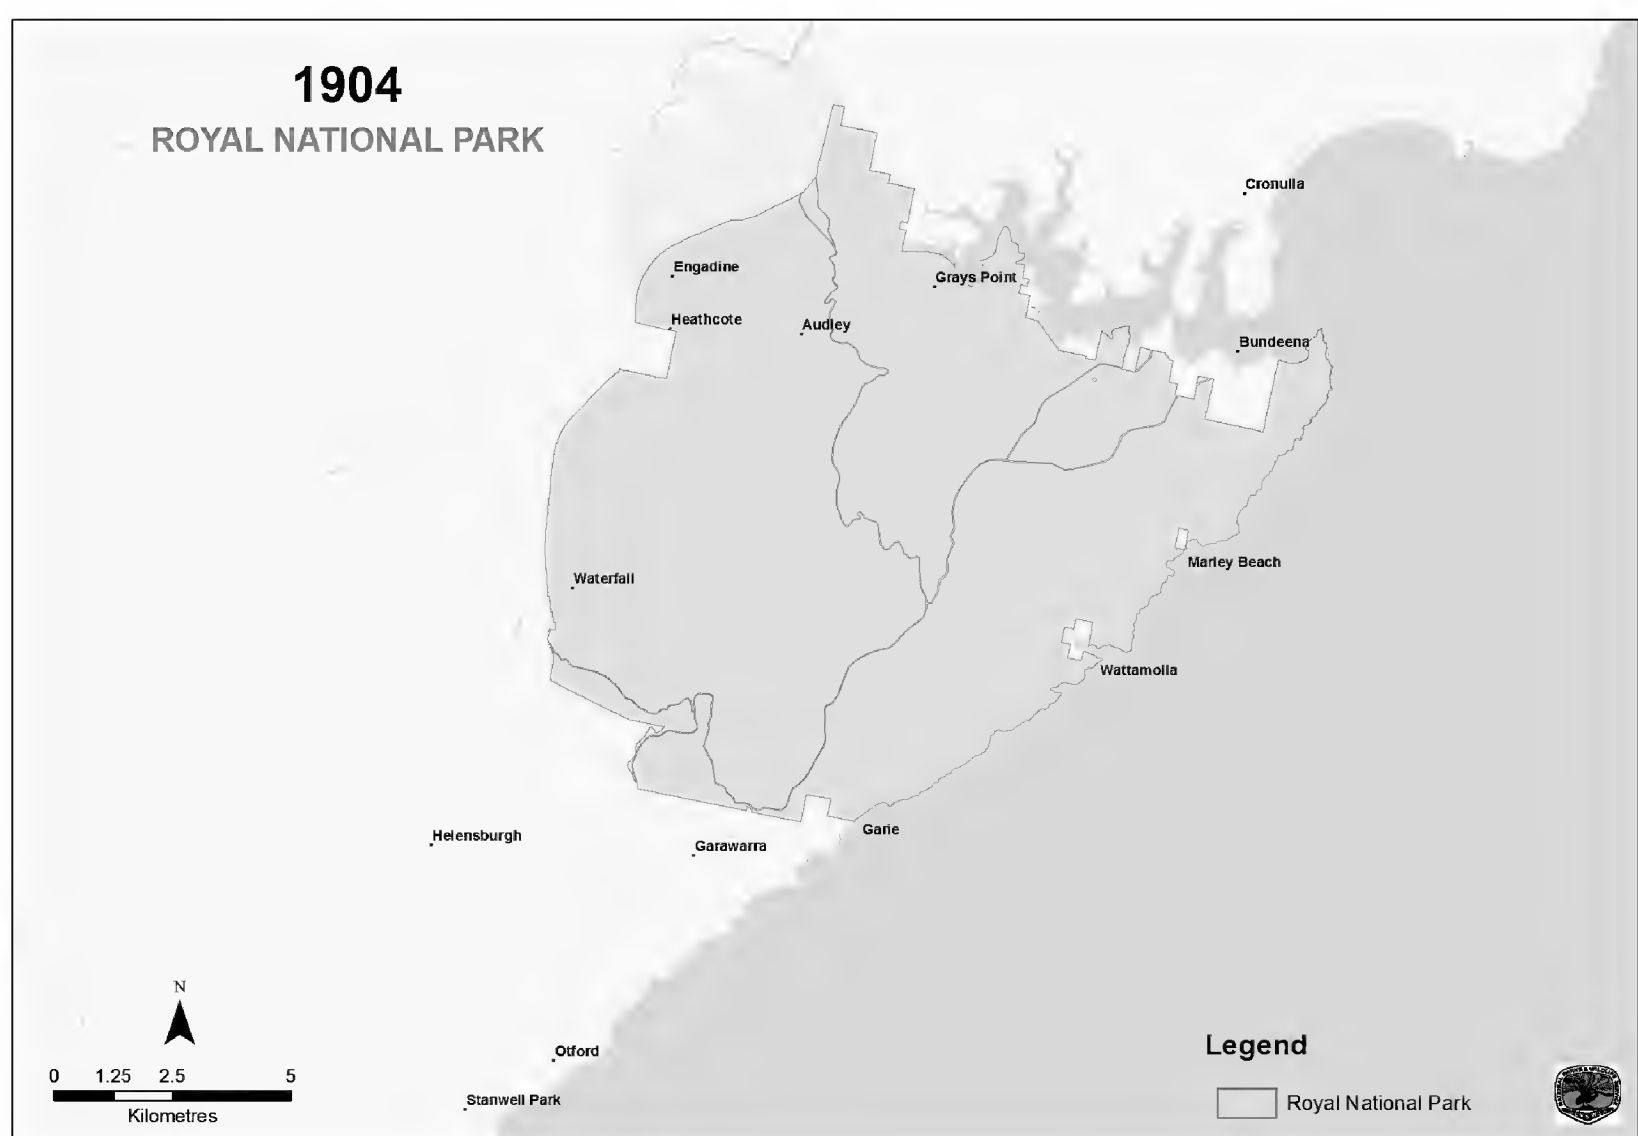 1904
ROYAL NATIONAL PARK
Cronulla
Engadine
Grays Point
Heathcote
Audley
Bundeena
Marley Beach
Waterfall
Wattamolla
Garie
Helensburgh
Garawarra
N
Otford
Legend
0 1.25 2.5 5
Kilometres
Stanwell Park
Royal National Park